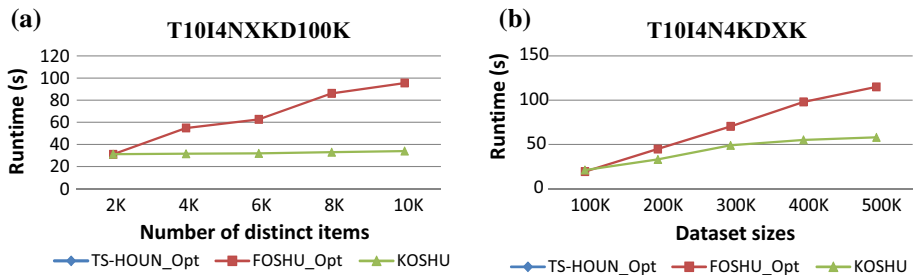 (a)
T10I4NXKD100K
Runtime (s)
120
100
80
60
40
20
0
2K 4K 6K 8K 10K
Number of distinct items
TS-HOUN_Opt FOSHU_Opt KOSHU
(b)
T10I4N4KDXK
Runtime (s)
150
100
50
0
100K 200K 300K 400K 500K
Dataset sizes
TS-HOUN_Opt FOSHU_Opt KOSHU